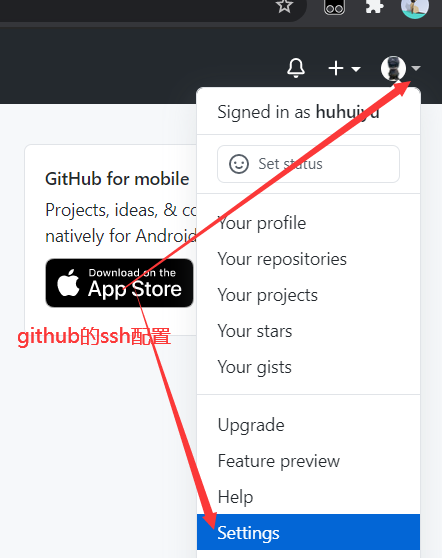 Signed in as huhuiyu
Set status
GitHub for mobile
Projects, ideas, & co
natively for Android
Download on the
App Store
github的ssh配置
Your profile
Your repositories
Your projects
Your stars
Your gists
Upgrade
Feature preview
Help
Settings